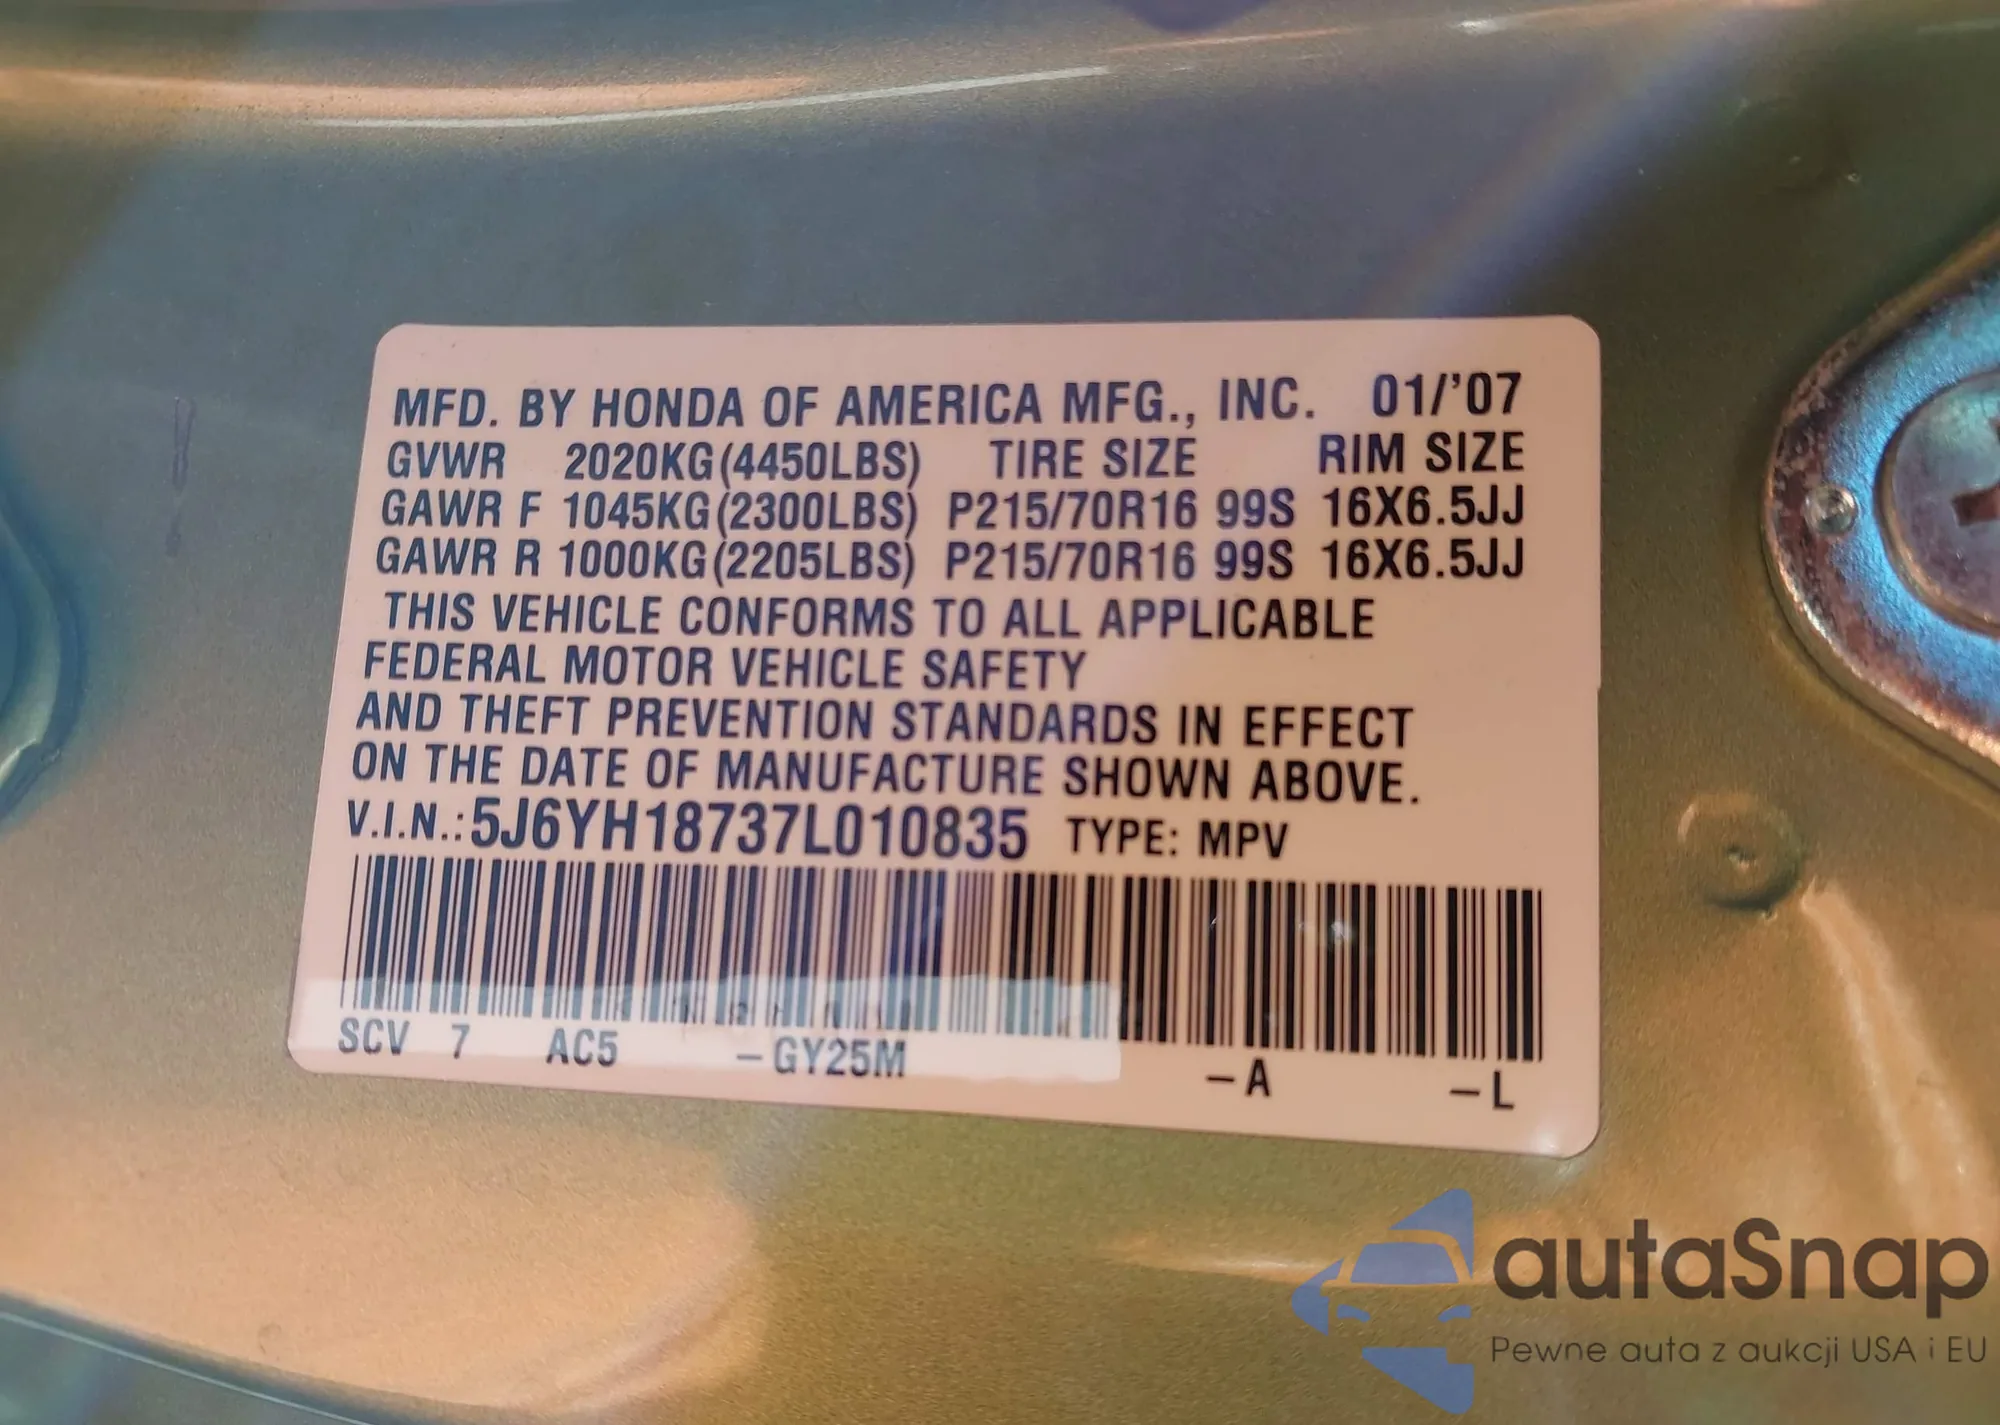 MFD. BY HONDA OF AMERICA MFG., INC. 01/'07
GVWR 2020KG(4450LBS) TIRE SIZE RIM SIZE
GAWR F 1045KG(2300LBS) P215/70R16 99S 16X6.5JJ
GAWR R 1000KG(2205LBS) P215/70R16 99S 16X6.5JJ
THIS VEHICLE CONFORMS TO ALL APPLICABLE
FEDERAL MOTOR VEHICLE SAFETY
AND THEFT PREVENTION STANDARDS IN EFFECT
ON THE DATE OF MANUFACTURE SHOWN ABOVE.
V.I.N.:5J6YH18737L010835 TYPE: MPV
SCV 7 AC5 –GY25M –A –L
autaSnap
Pewne auta z aukcji USA i EU